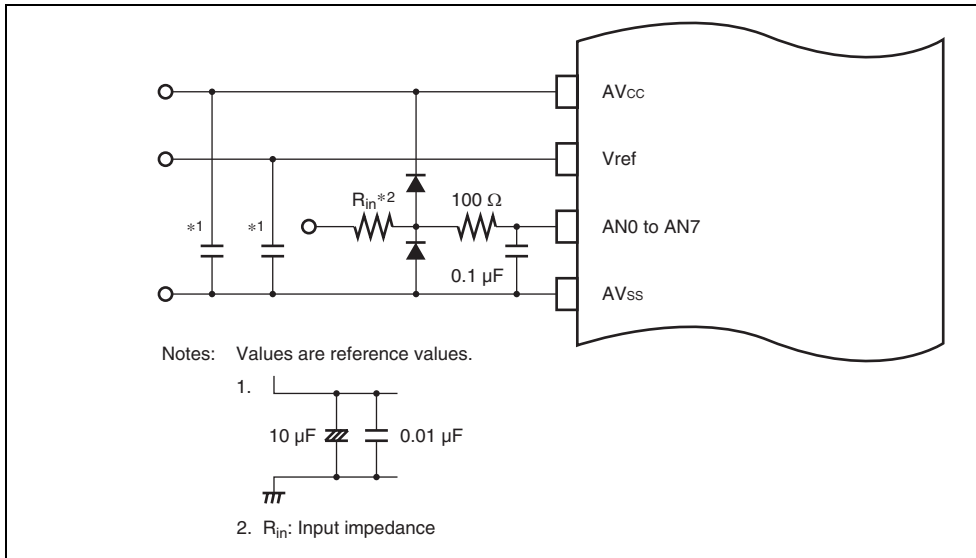 AVCC
Vref
Rin*2 100 Ω
*1 *1 AN0 to AN7
0.1 µF
AVSS
Notes: Values are reference values.
1.
10 µF 0.01 µF
2. Rin: Input impedance